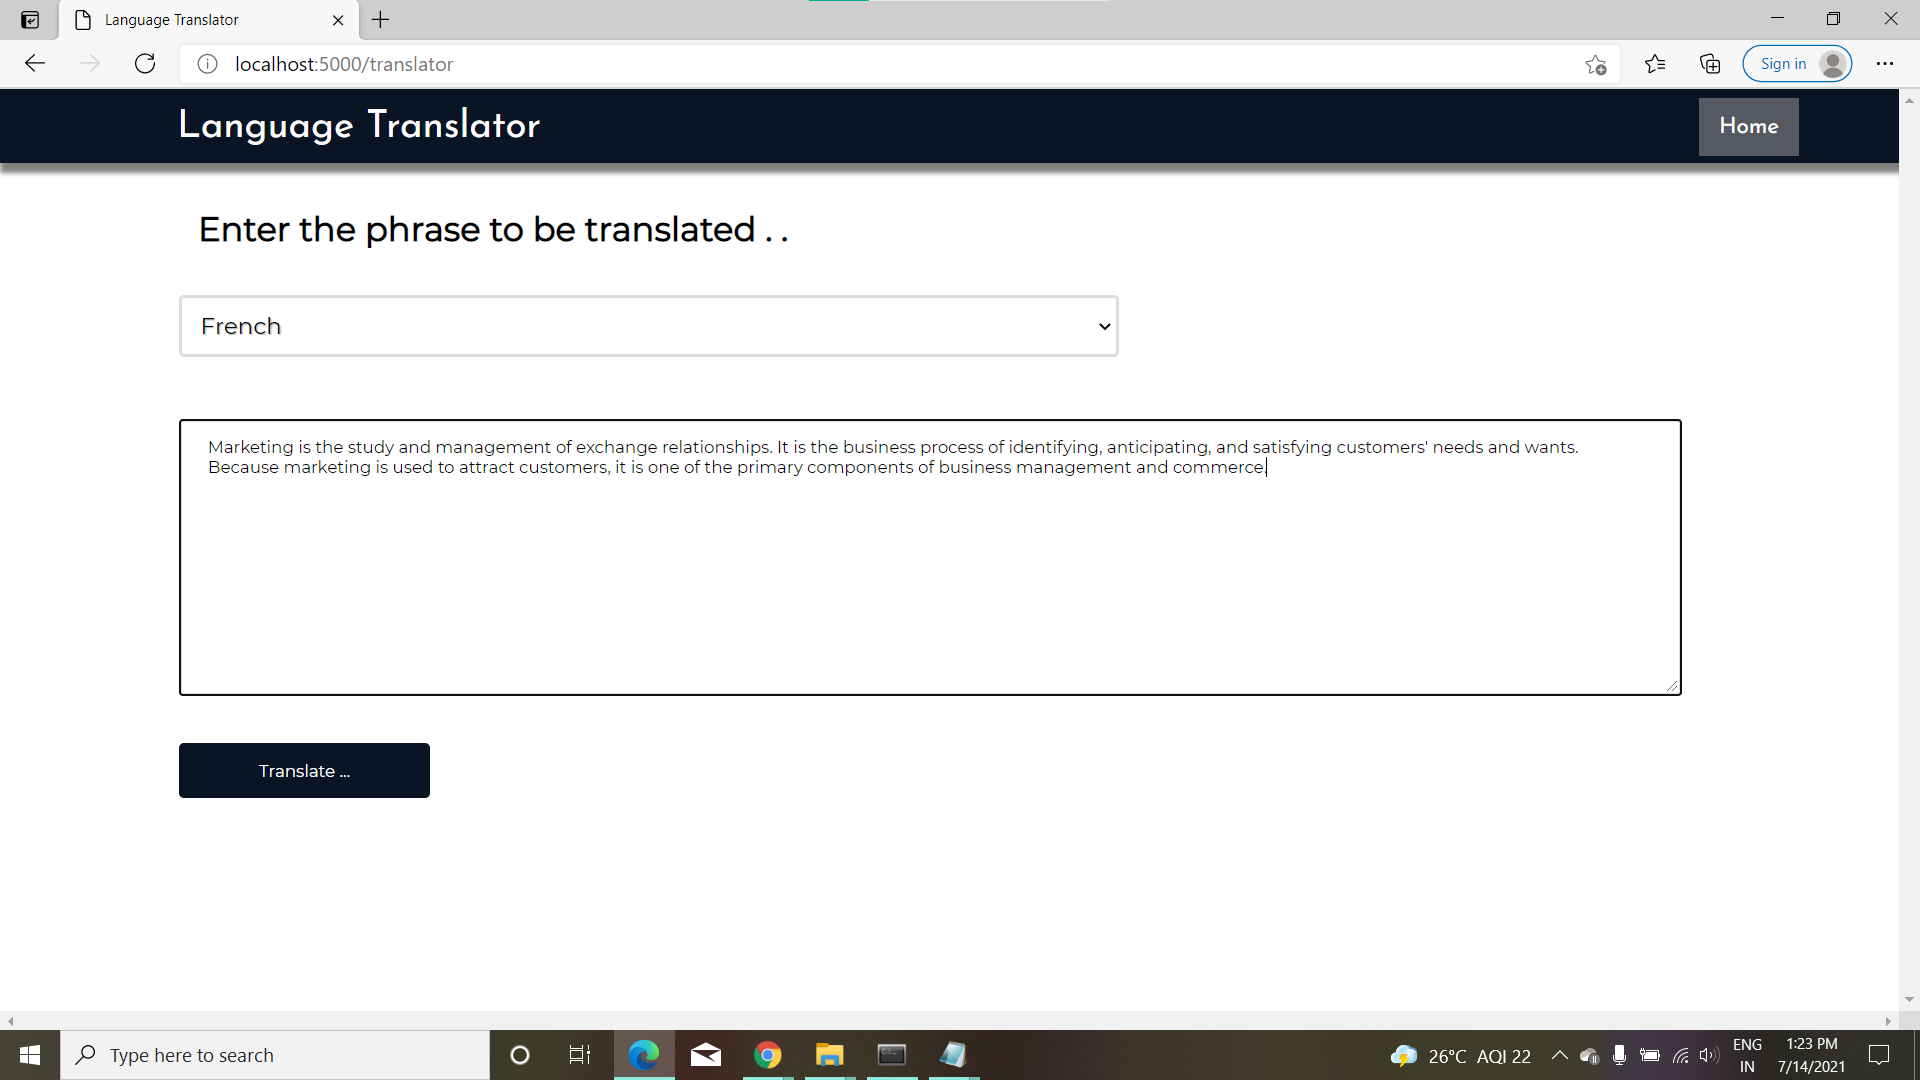 Language Translator
localhost:5000/translator
Sign in
Language Translator
Home
Enter the phrase to be translated . .
French
Marketing is the study and management of exchange relationships. It is the business process of identifying, anticipating, and satisfying customers' needs and wants.
Because marketing is used to attract customers, it is one of the primary components of business management and commerce.
Translate ...
Type here to search
26°C AQI 22
ENG
IN
1:23 PM
7/14/2021